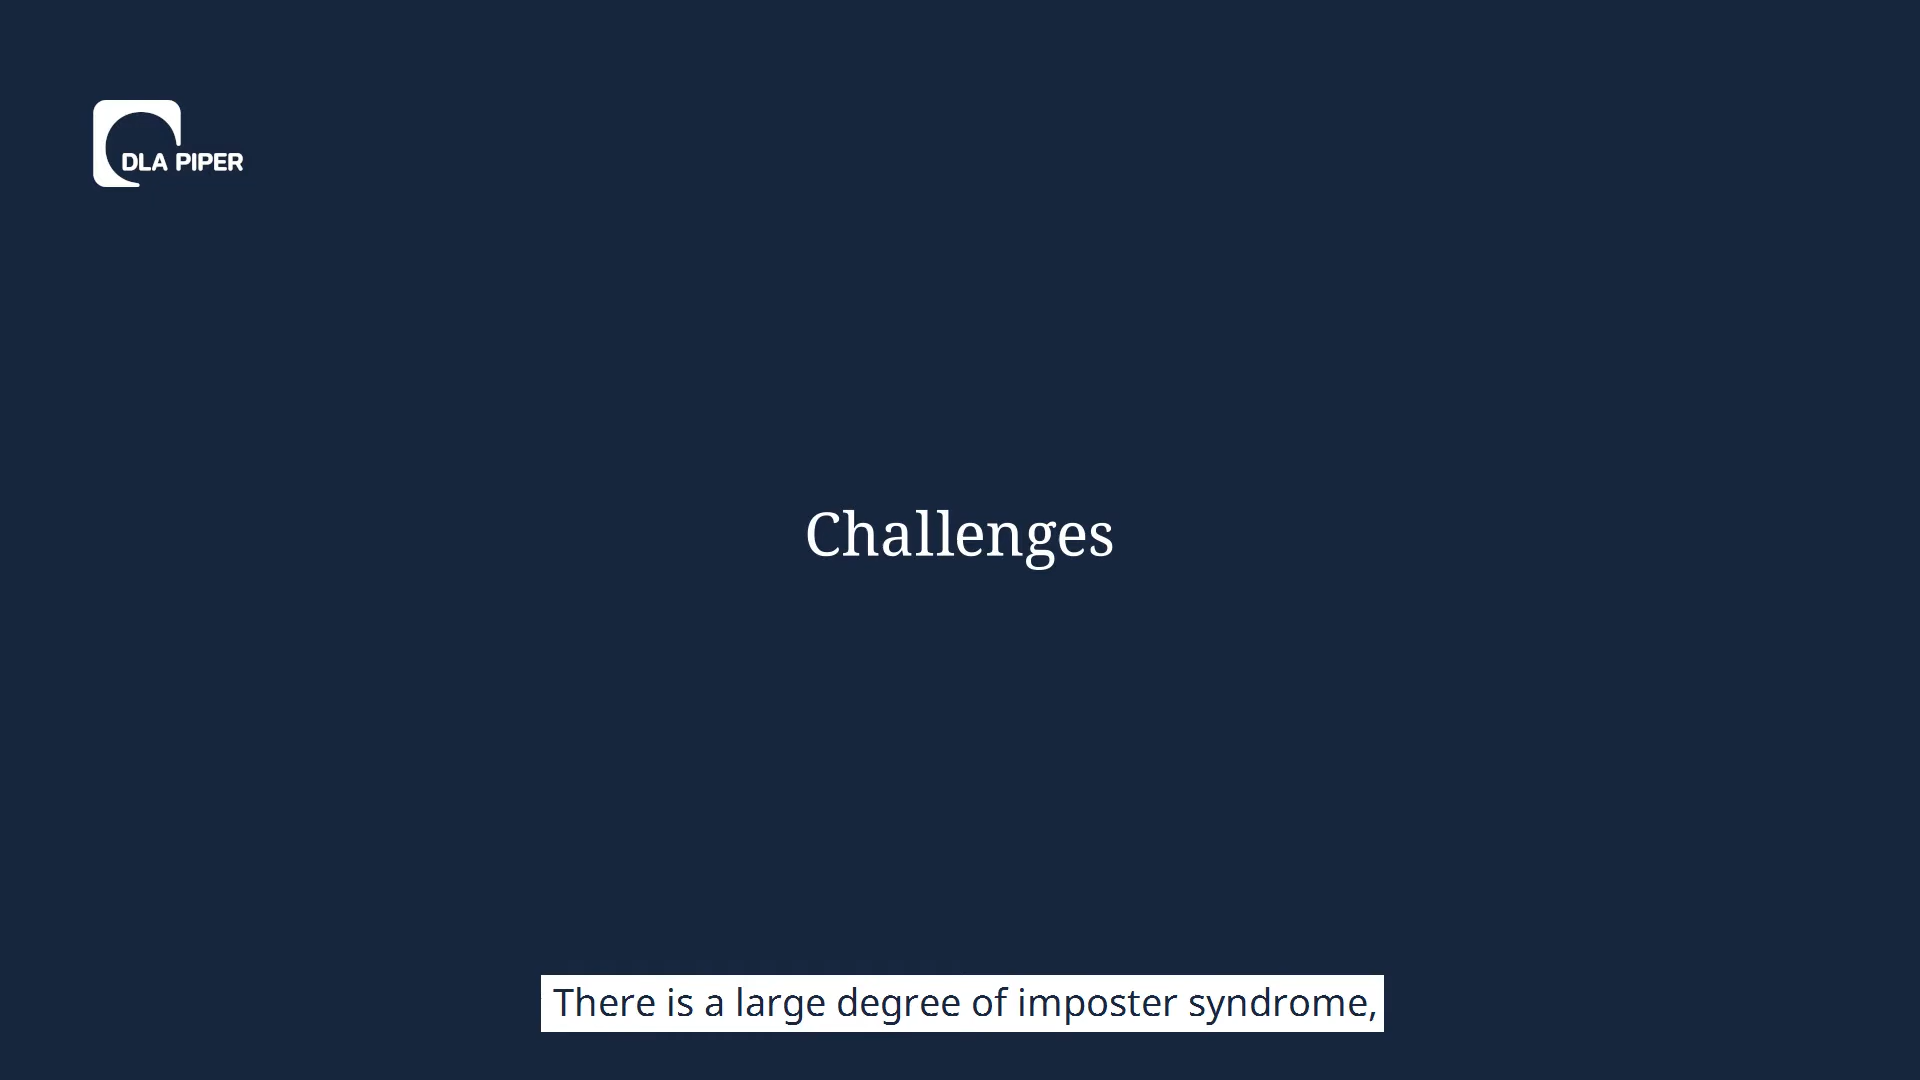 DLA PIPER
Challenges
There is a large degree of imposter syndrome,